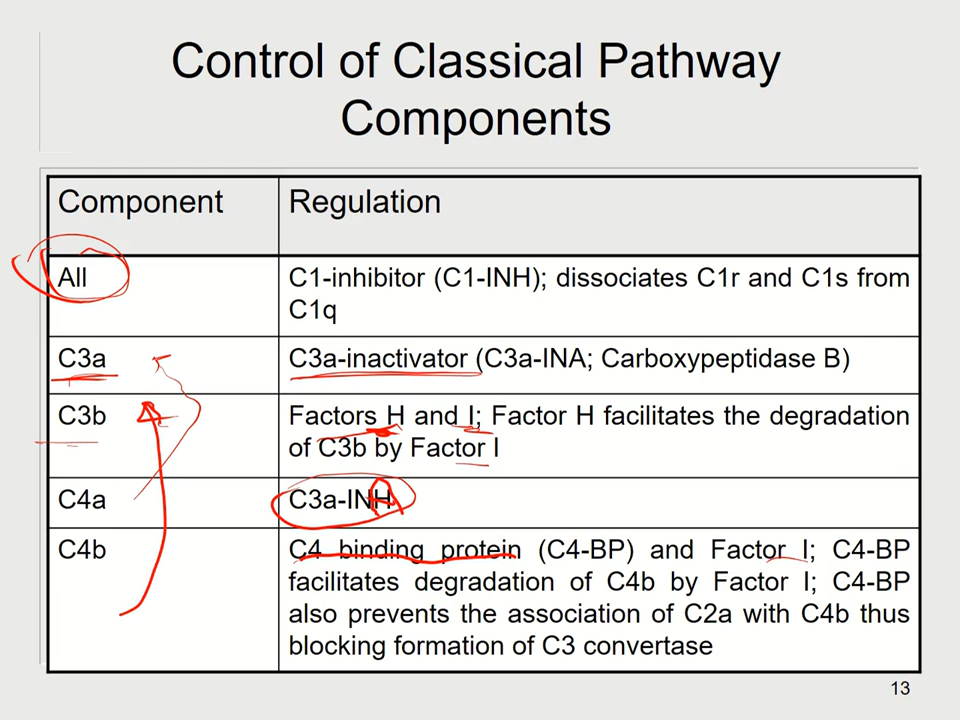 Control of Classical Pathway
Components
Component
Regulation
All
C1-inhibitor (C1-INH); dissociates C1r and C1s from
C1q
C3a
C3a-inactivator (C3a-INA; Carboxypeptidase B)
C3b
Factors H and I; Factor H facilitates the degradation
of C3b by Factor I
C4a
C3a-INH
C4b
C4 binding protein (C4-BP) and Factor I; C4-BP
facilitates degradation of C4b by Factor I; C4-BP
also prevents the association of C2a with C4b thus
blocking formation of C3 convertase
13